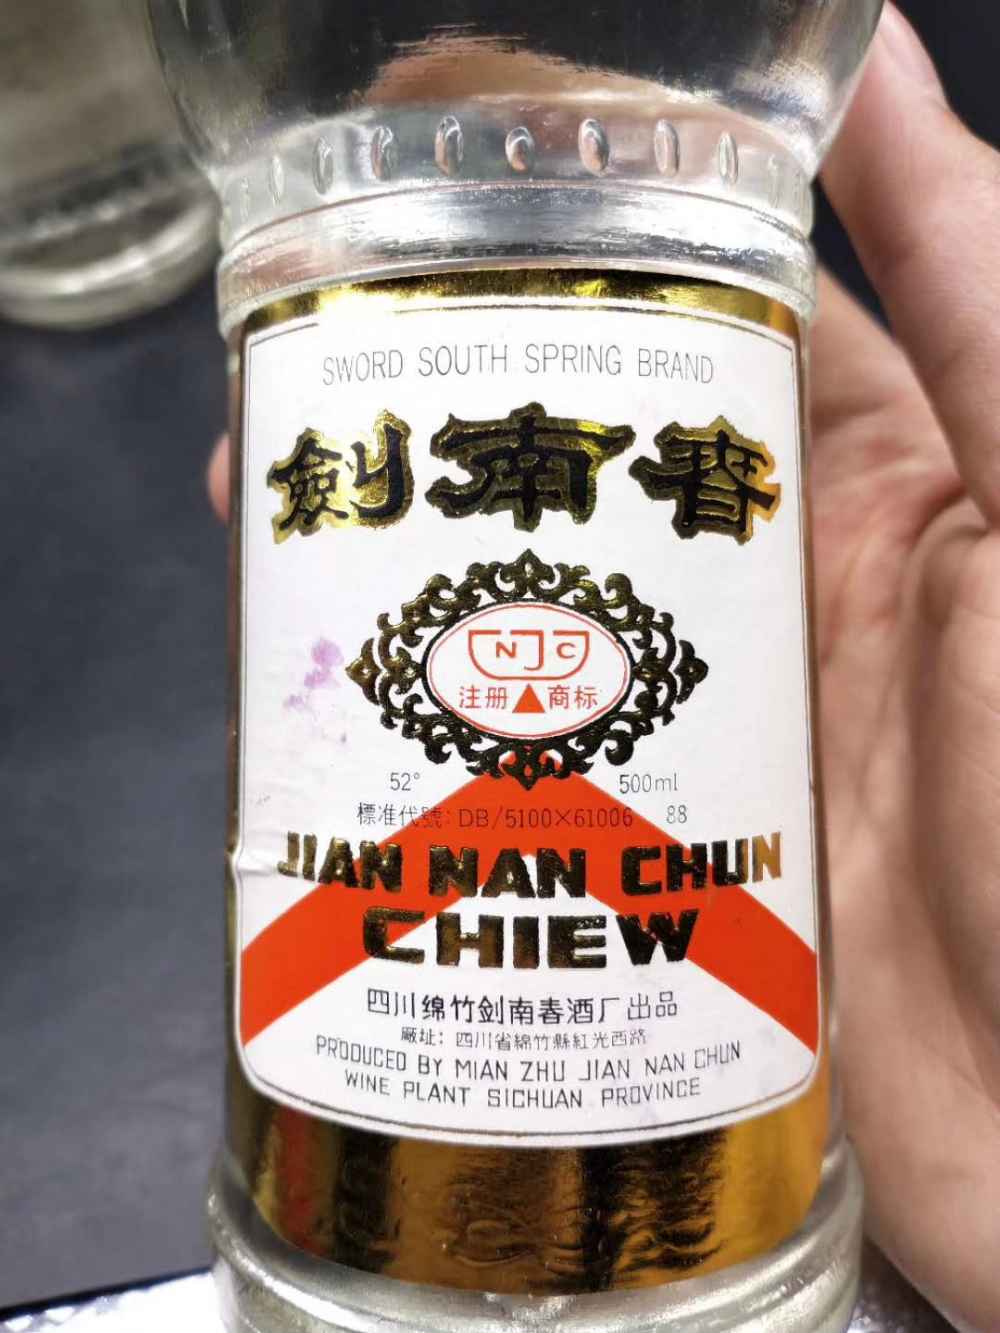 SWORD SOUTH SPRING BRAND
劍南春
NJC
注册 商标
52° 500ml
標准代號: DB/5100×61006 88
JIAN NAN CHUN
CHIEW
四川绵竹剑南春酒厂出品
廠址: 四川省綿竹縣紅光西路
PRODUCED BY MIAN ZHU JIAN NAN CHUN
WINE PLANT SICHUAN PROVINCE